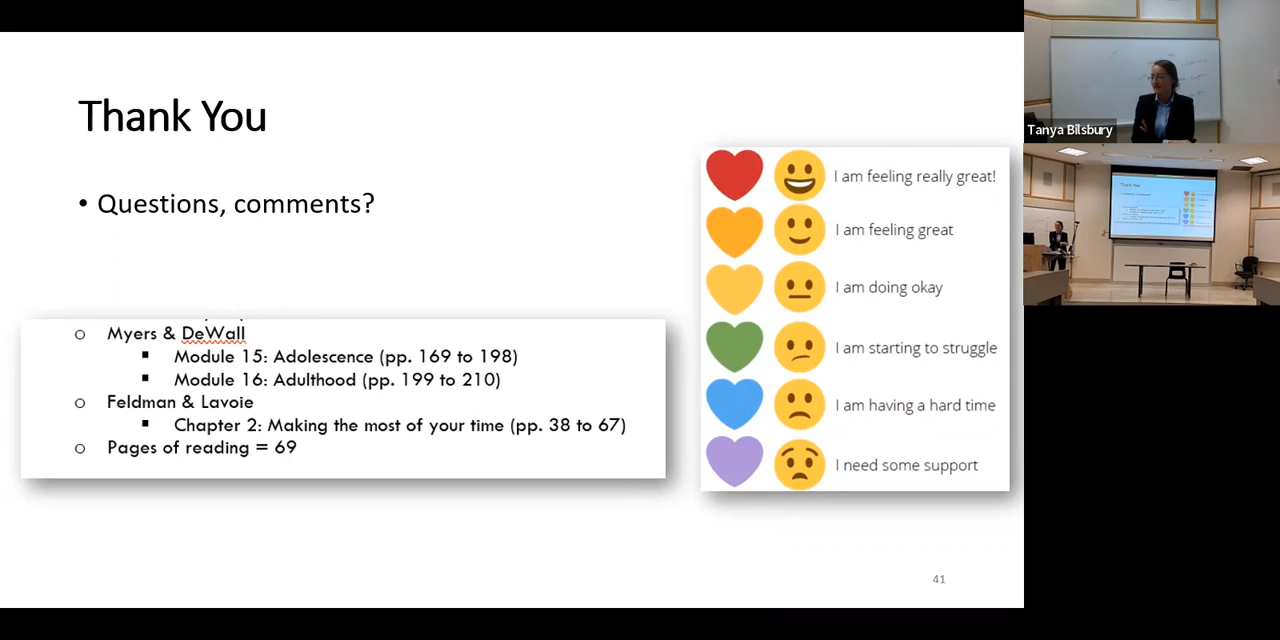 Thank You
• Questions, comments?
o Myers & DeWall
▪ Module 15: Adolescence (pp. 169 to 198)
▪ Module 16: Adulthood (pp. 199 to 210)
o Feldman & Lavoie
▪ Chapter 2: Making the most of your time (pp. 38 to 67)
o Pages of reading = 69
I am feeling really great!
I am feeling great
I am doing okay
I am starting to struggle
I am having a hard time
I need some support
41
Tanya Bilsbury
Thank You